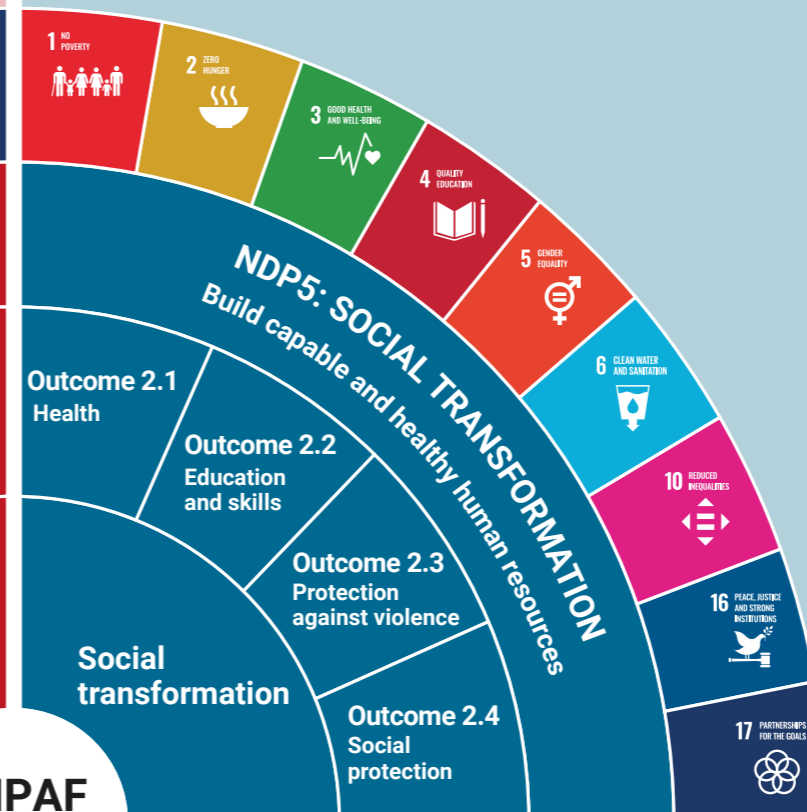 1 NO
POVERTY
2 ZERO
HUNGER
3 GOOD HEALTH
AND WELL-BEING
4 QUALITY
EDUCATION
5 GENDER
EQUALITY
6 CLEAN WATER
AND SANITATION
10 REDUCED
INEQUALITIES
16 PEACE, JUSTICE
AND STRONG
INSTITUTIONS
17 PARTNERSHIPS
FOR THE GOALS
NDP5: SOCIAL TRANSFORMATION
Build capable and healthy human resources
Outcome 2.1
Health
Outcome 2.2
Education
and skills
Outcome 2.3
Protection
against violence
Outcome 2.4
Social
protection
Social
transformation